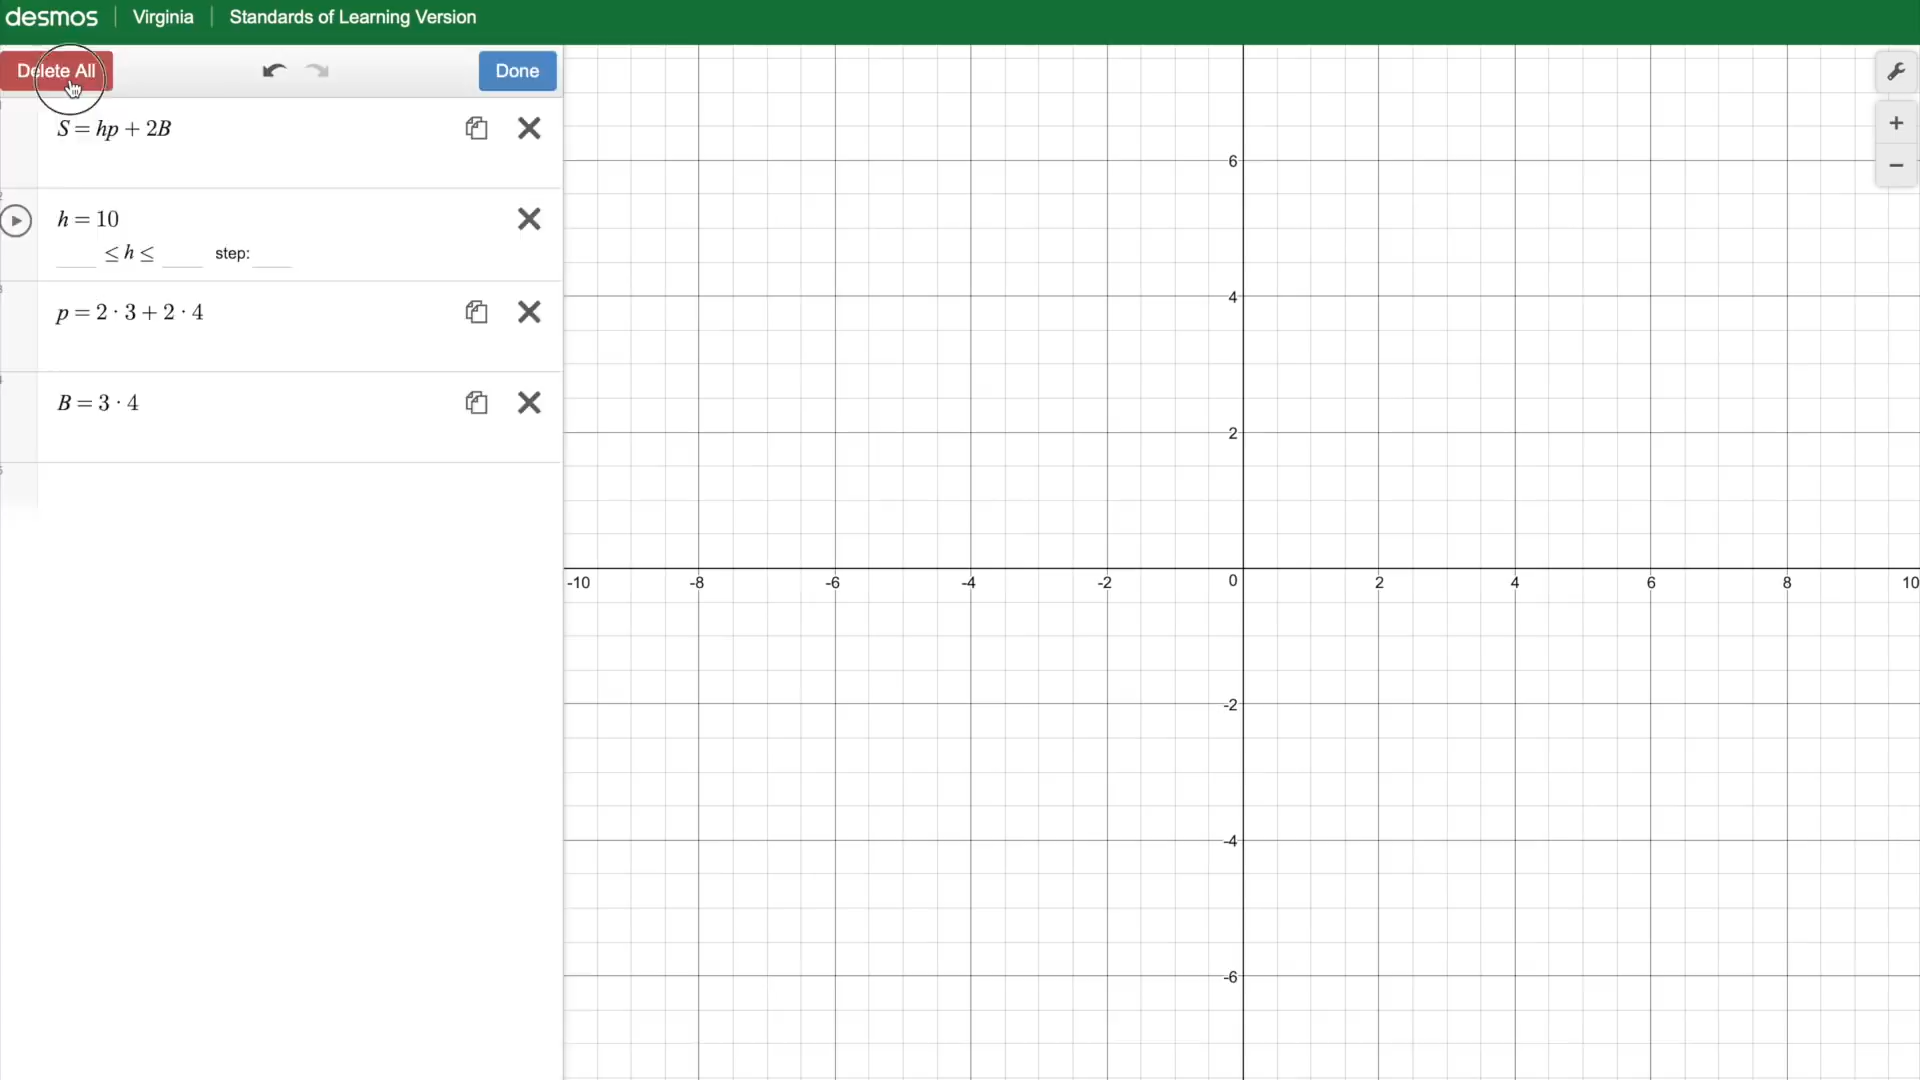 desmos | Virginia | Standards of Learning Version
Delete All
Done
S = hp + 2B
h = 10
≤ h ≤ step:
p = 2 · 3 + 2 · 4
B = 3 · 4
6
4
2
-10 -8 -6 -4 -2 0 2 4 6 8 10
-2
-4
-6